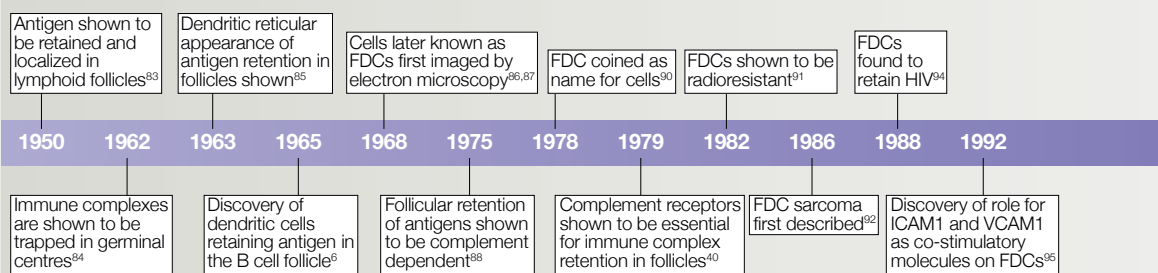 Antigen shown to
be retained and
localized in
lymphoid follicles83
Dendritic reticular
appearance of
antigen retention in
follicles shown85
Cells later known as
FDCs first imaged by
electron microscopy86,87
FDC coined as
name for cells90
FDCs shown to be
radioresistant91
FDCs
found to
retain HIV94
1950 1962 1963 1965 1968 1975 1978 1979 1982 1986 1988 1992
Immune complexes
are shown to be
trapped in germinal
centres84
Discovery of
dendritic cells
retaining antigen in
the B cell follicle6
Follicular retention
of antigens shown
to be complement
dependent88
Complement receptors
shown to be essential
for immune complex
retention in follicles40
FDC sarcoma
first described92
Discovery of role for
ICAM1 and VCAM1
as co-stimulatory
molecules on FDCs95